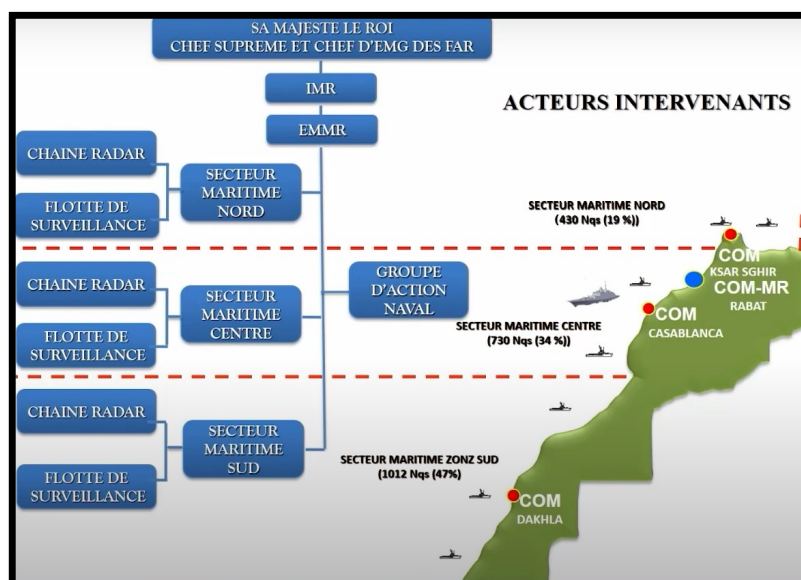 SA MAJESTE LE ROI
CHEF SUPREME ET CHEF D'EMG DES FAR
IMR
EMMR
ACTEURS INTERVENANTS
CHAINE RADAR
FLOTTE DE
SURVEILLANCE
SECTEUR
MARITIME
NORD
CHAINE RADAR
FLOTTE DE
SURVEILLANCE
SECTEUR
MARITIME
CENTRE
GROUPE
D'ACTION
NAVAL
CHAINE RADAR
FLOTTE DE
SURVEILLANCE
SECTEUR
MARITIME
SUD
SECTEUR MARITIME NORD
(430 Nqs (19 %))
COM
KSAR SGHIR
COM-MR
RABAT
COM
CASABLANCA
SECTEUR MARITIME CENTRE
(730 Nqs (34 %))
SECTEUR MARITIME ZONZ SUD
(1012 Nqs (47%)
COM
DAKHLA